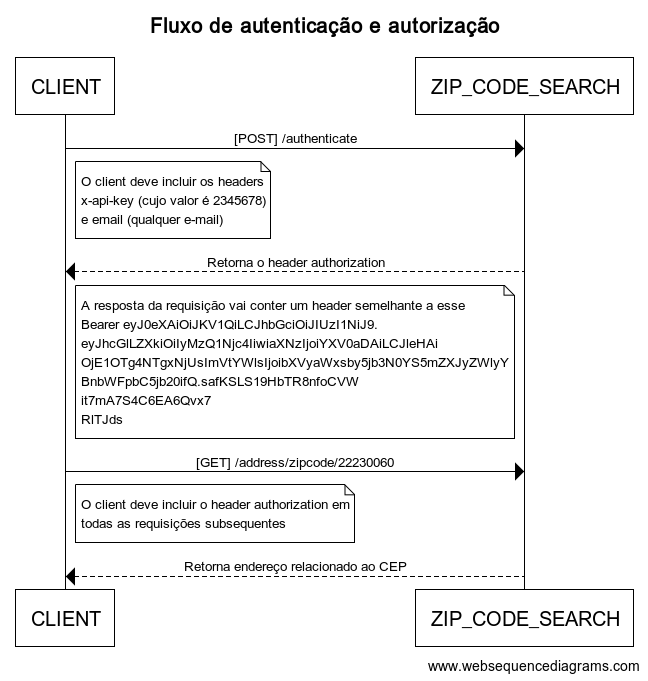 Fluxo de autenticação e autorização
CLIENT
ZIP_CODE_SEARCH
[POST] /authenticate
O client deve incluir os headers
x-api-key (cujo valor é 2345678)
e email (qualquer e-mail)
Retorna o header authorization
A resposta da requisição vai conter um header semelhante a esse
Bearer eyJ0eXAiOiJKV1QiLCJhbGciOiJIUzI1NiJ9.
eyJhcGlLZXkiOiIyMzQ1Njc4IiwiaXNzIjoiYXV0aDAiLCJleHAi
OjE1OTg4NTgxNjUsImVtYWlsIjoibXVyaWxsby5jb3N0YS5mZXJyZWlyY
BnbWFpbC5jb20ifQ.safKSLS19HbTR8nfoCVW
it7mA7S4C6EA6Qvx7
RlTJds
[GET] /address/zipcode/22230060
O client deve incluir o header authorization em
todas as requisições subsequentes
Retorna endereço relacionado ao CEP
CLIENT
ZIP_CODE_SEARCH
www.websequencediagrams.com